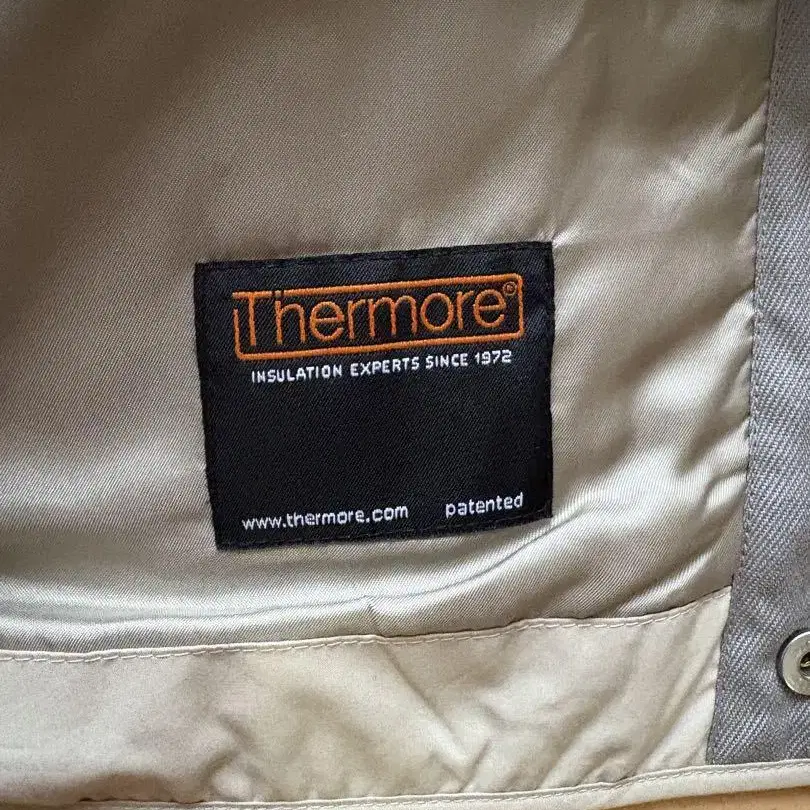 Thermore®
INSULATION EXPERTS SINCE 1972
www.thermore.com patented